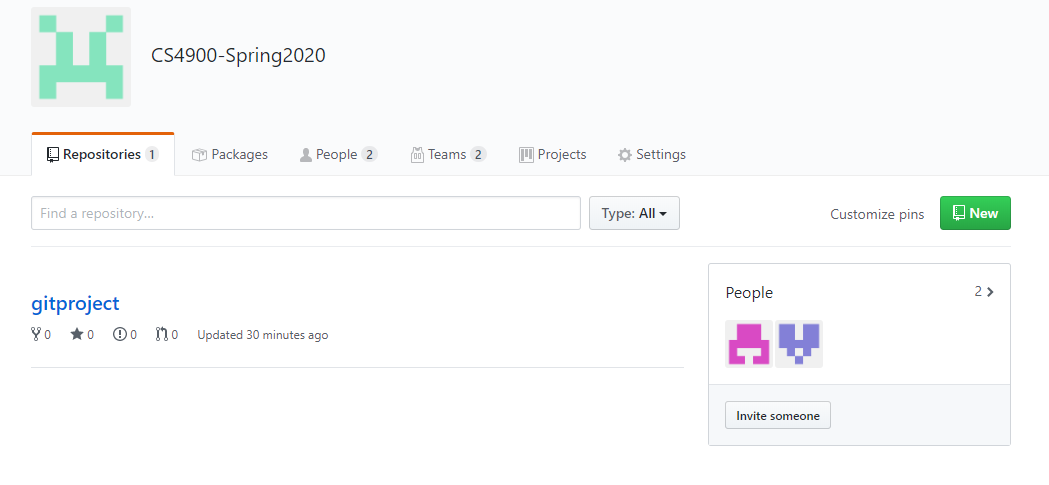 CS4900-Spring2020
Repositories 1 Packages People 2 Teams 2 Projects Settings
Find a repository... Type: All Customize pins New
People 2
gitproject
0 0 0 0 Updated 30 minutes ago
Invite someone